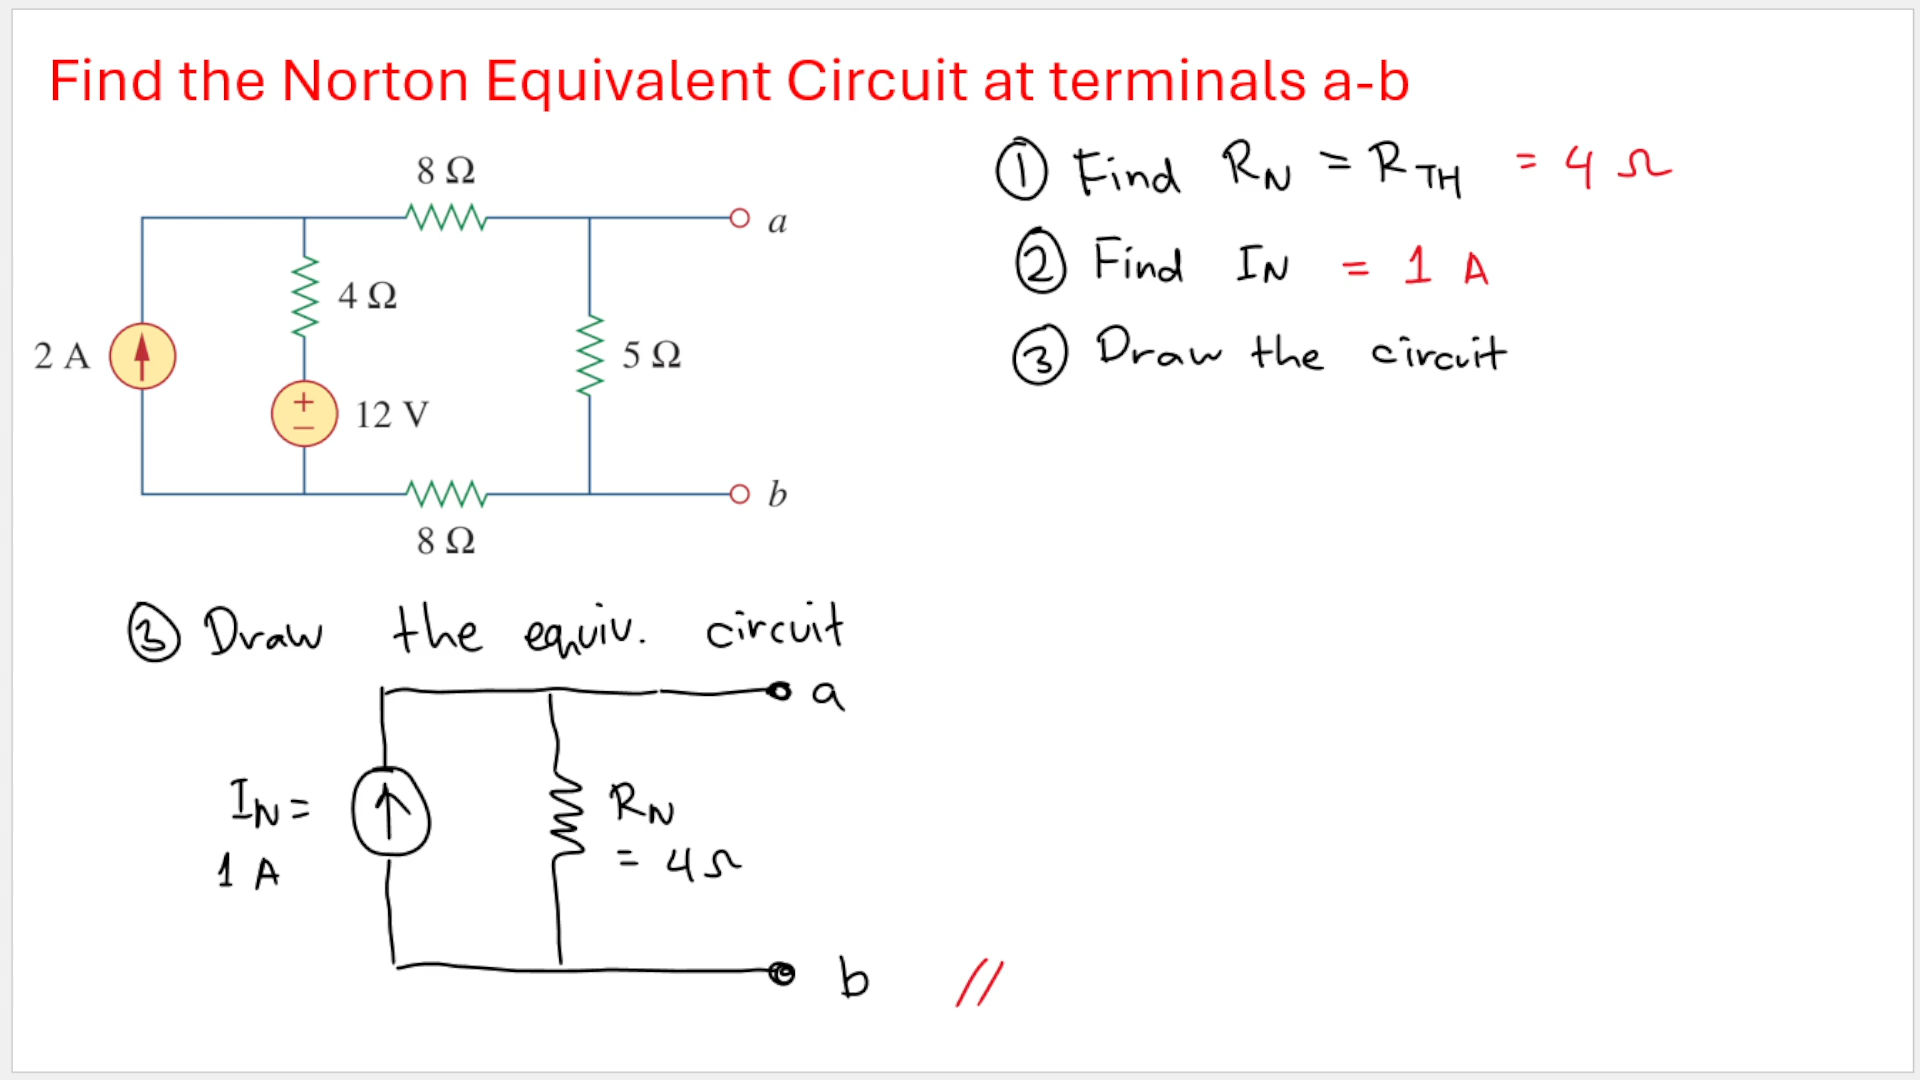 Find the Norton Equivalent Circuit at terminals a-b
① Find R_N = R_TH = 4 Ω
② Find I_N = 1 A
③ Draw the circuit
8 Ω
a
4 Ω
2 A
5 Ω
12 V
b
8 Ω
③ Draw the equiv. circuit
a
I_N =
1 A
R_N
= 4 Ω
b //